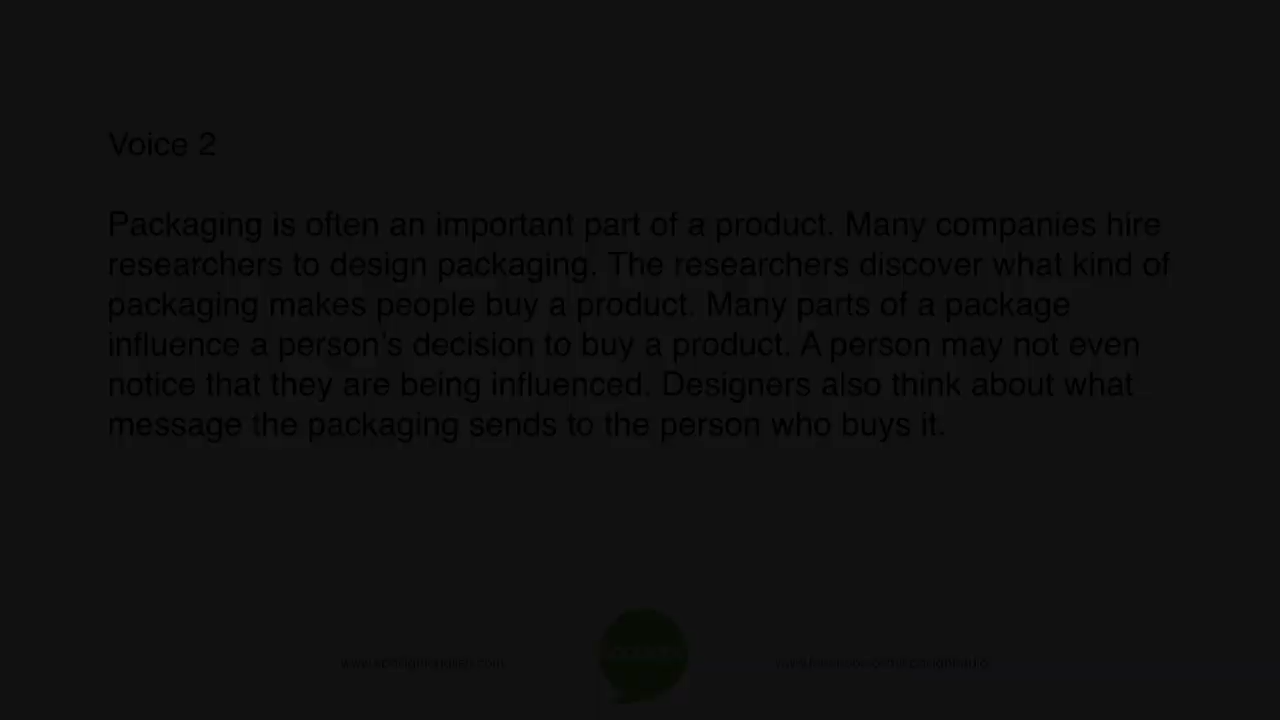 Voice 2
Packaging is often an important part of a product. Many companies hire
researchers to design packaging. The researchers discover what kind of
packaging makes people buy a product. Many parts of a package
influence a person's decision to buy a product. A person may not even
notice that they are being influenced. Designers also think about what
message the packaging sends to the person who buys it.